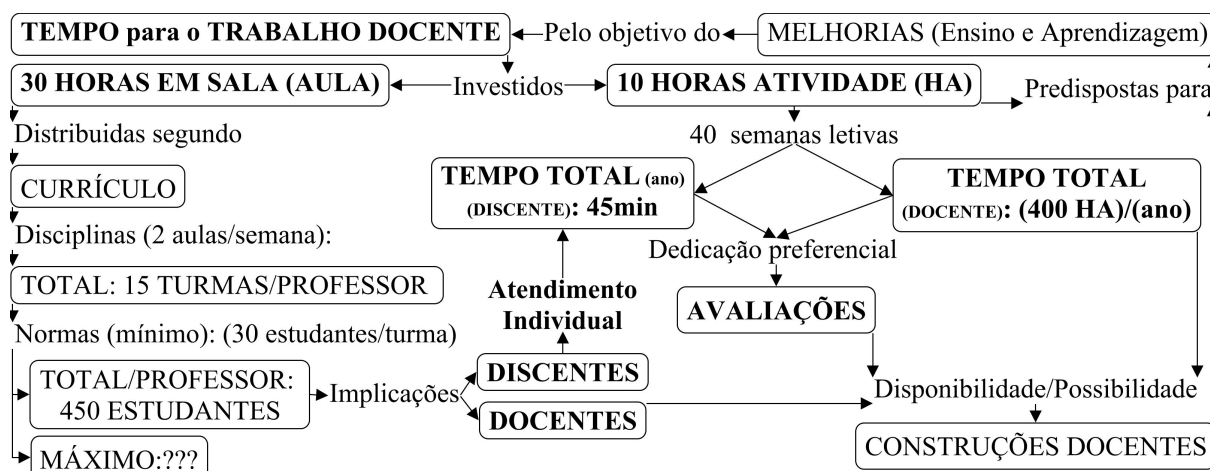 TEMPO para o TRABALHO DOCENTE
Pelo objetivo do
MELHORIAS (Ensino e Aprendizagem)
30 HORAS EM SALA (AULA)
Investidos
10 HORAS ATIVIDADE (HA)
Predispostas para
Distribuidas segundo
40 semanas letivas
CURRÍCULO
TEMPO TOTAL (ano)
(DISCENTE): 45min
TEMPO TOTAL
(DOCENTE): (400 HA)/(ano)
Disciplinas (2 aulas/semana):
Dedicação preferencial
TOTAL: 15 TURMAS/PROFESSOR
Atendimento
Individual
AVALIAÇÕES
Normas (mínimo): (30 estudantes/turma)
TOTAL/PROFESSOR:
450 ESTUDANTES
Implicações
DISCENTES
DOCENTES
Disponibilidade/Possibilidade
CONSTRUÇÕES DOCENTES
MÁXIMO:???